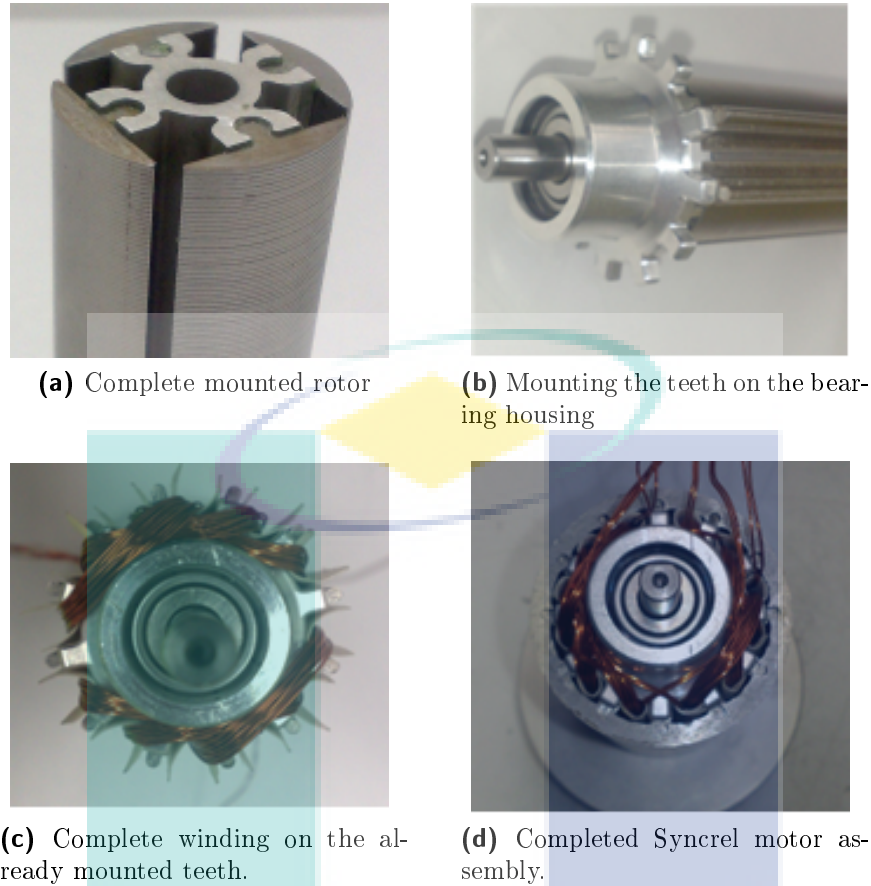 (a) Complete mounted rotor
(b) Mounting the teeth on the bear-
ing housing
(c) Complete winding on the al-
ready mounted teeth.
(d) Completed Syncrel motor as-
sembly.